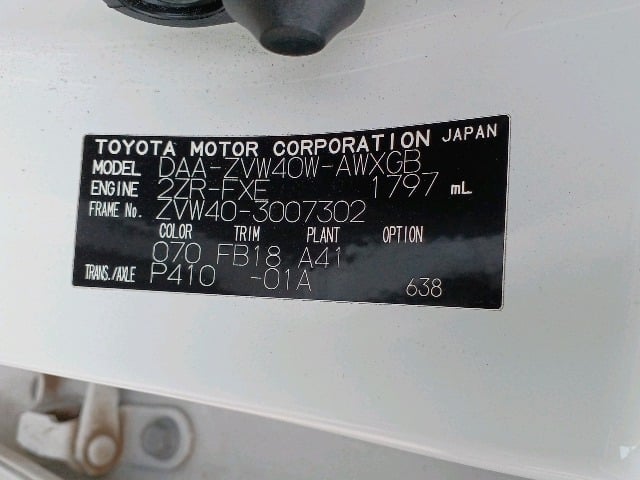 TOYOTA MOTOR CORPORATION JAPAN
MODEL DAA-ZVW40W-AWXGB
ENGINE 2ZR-FXE 1797 mL
FRAME No. ZVW40-3007302
COLOR TRIM PLANT OPTION
070 FB18 A41
TRANS./AXLE P410 -01A 638